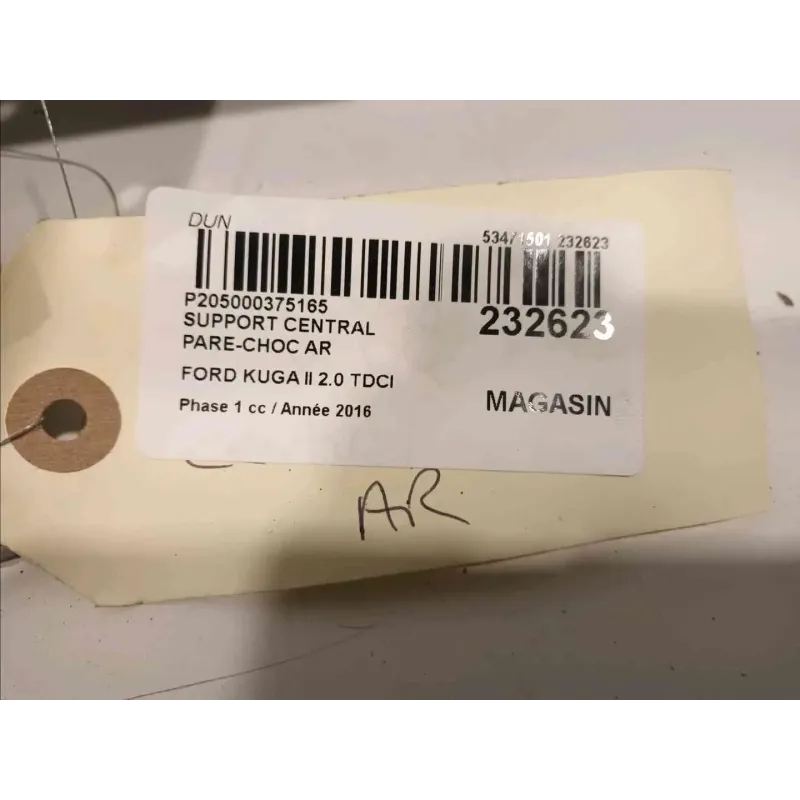 DUN
53471501 232623
P205000375165
232623
SUPPORT CENTRAL
PARE-CHOC AR
FORD KUGA II 2.0 TDCI
Phase 1 cc / Année 2016
MAGASIN
AR